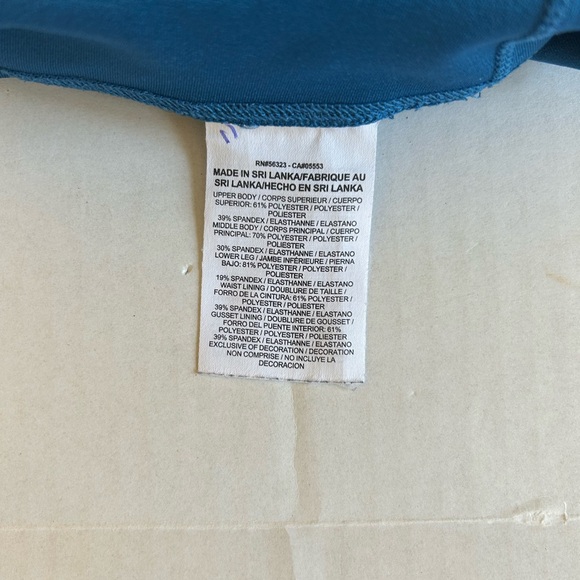 RN#56323 - CA#05553
MADE IN SRI LANKA/FABRIQUE AU
SRI LANKA/HECHO EN SRI LANKA
UPPER BODY / CORPS SUPERIEUR / CUERPO
SUPERIOR: 61% POLYESTER / POLYESTER /
POLIESTER
39% SPANDEX / ELASTHANNE / ELASTANO
MIDDLE BODY / CORPS PRINCIPAL / CUERPO
PRINCIPAL: 70% POLYESTER / POLYESTER /
POLIESTER
30% SPANDEX / ELASTHANNE / ELASTANO
LOWER LEG / JAMBE INFÉRIEURE / PIERNA
BAJO: 81% POLYESTER / POLYESTER /
POLIESTER
19% SPANDEX / ELASTHANNE / ELASTANO
WAIST LINING / DOUBLURE DE TAILLE /
FORRO DE LA CINTURA: 61% POLYESTER /
POLYESTER / POLIESTER
39% SPANDEX / ELASTHANNE / ELASTANO
GUSSET LINING / DOUBLURE DE GOUSSET /
FORRO DEL PUENTE INTERIOR: 61%
POLYESTER / POLYESTER / POLIESTER
39% SPANDEX / ELASTHANNE / ELASTANO
EXCLUSIVE OF DECORATION / DECORATION
NON COMPRISE / NO INCLUYE LA
DECORACION